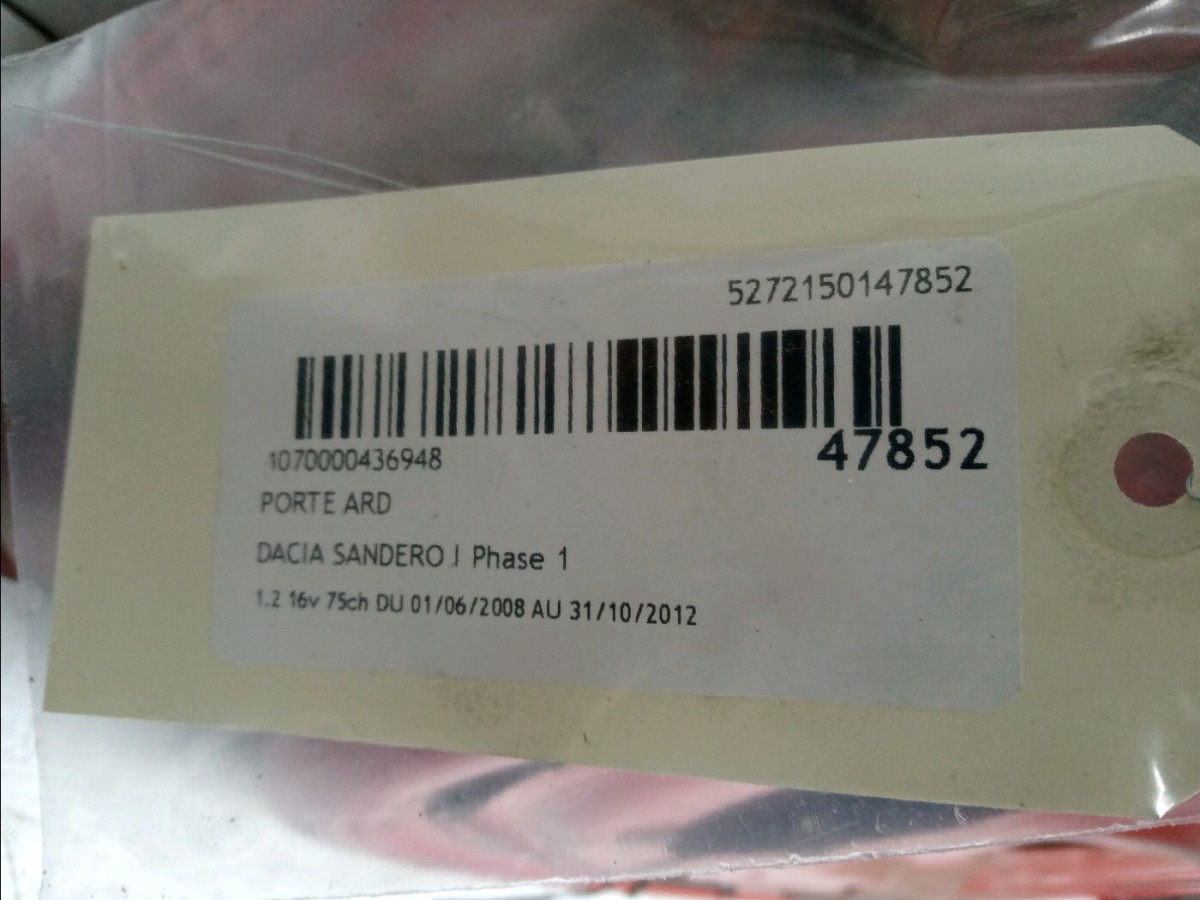 5272150147852
47852
1070000436948
PORTE ARD
DACIA SANDERO I Phase 1
1.2 16v 75ch DU 01/06/2008 AU 31/10/2012